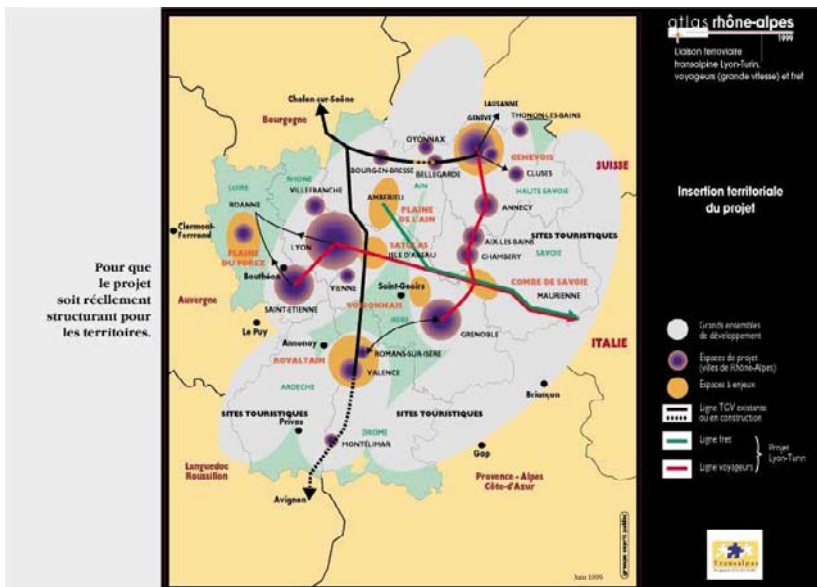 Pour que
le projet
soit réellement
structurant pour
les territoires.
Chalon-sur-Saône
Bourgogne
LAUSANNE
GENÈVE
THONON-LES-BAINS
OYONNAX
GENEVOIS
SUISSE
BOURG-EN-BRESSE
BELLEGARDE
CLUSES
LOIRE
RHONE
VILLEFRANCHE
AIN
HAUTE SAVOIE
ROANNE
AMBERIEU
ANNECY
PLAINE
DE L'AIN
Clermont-
Ferrand
LYON
SATOLAS
SITES TOURISTIQUES
AIX-LES-BAINS
SAVOIE
PLAINE
DU FOREZ
ISLE D'ABEAU
CHAMBERY
Bouthéon
VIENNE
Saint-Geoirs
COMBE DE SAVOIE
Auvergne
SAINT-ETIENNE
VOIRONNAIS
MAURIENNE
ISERE
Le Puy
GRENOBLE
ITALIE
Annonay
ROVALTAIN
ROMANS-SUR-ISERE
VALENCE
ARDECHE
Briançon
SITES TOURISTIQUES
SITES TOURISTIQUES
Privas
DROME
MONTÉLIMAR
Gap
Languedoc
Roussillon
Provence - Alpes
Côte-d'Azur
Avignon
Juin 1999
atlas rhône-alpes
1999
Liaison ferroviaire
transalpine Lyon-Turin,
voyageurs (grande vitesse) et fret
Insertion territoriale
du projet
Grands ensembles
de développement
Espaces de projet
(villes de Rhône-Alpes)
Espaces à enjeux
Ligne TGV existante
ou en construction
Ligne fret
Projet
Lyon-Turin
Ligne voyageurs
Transalpes